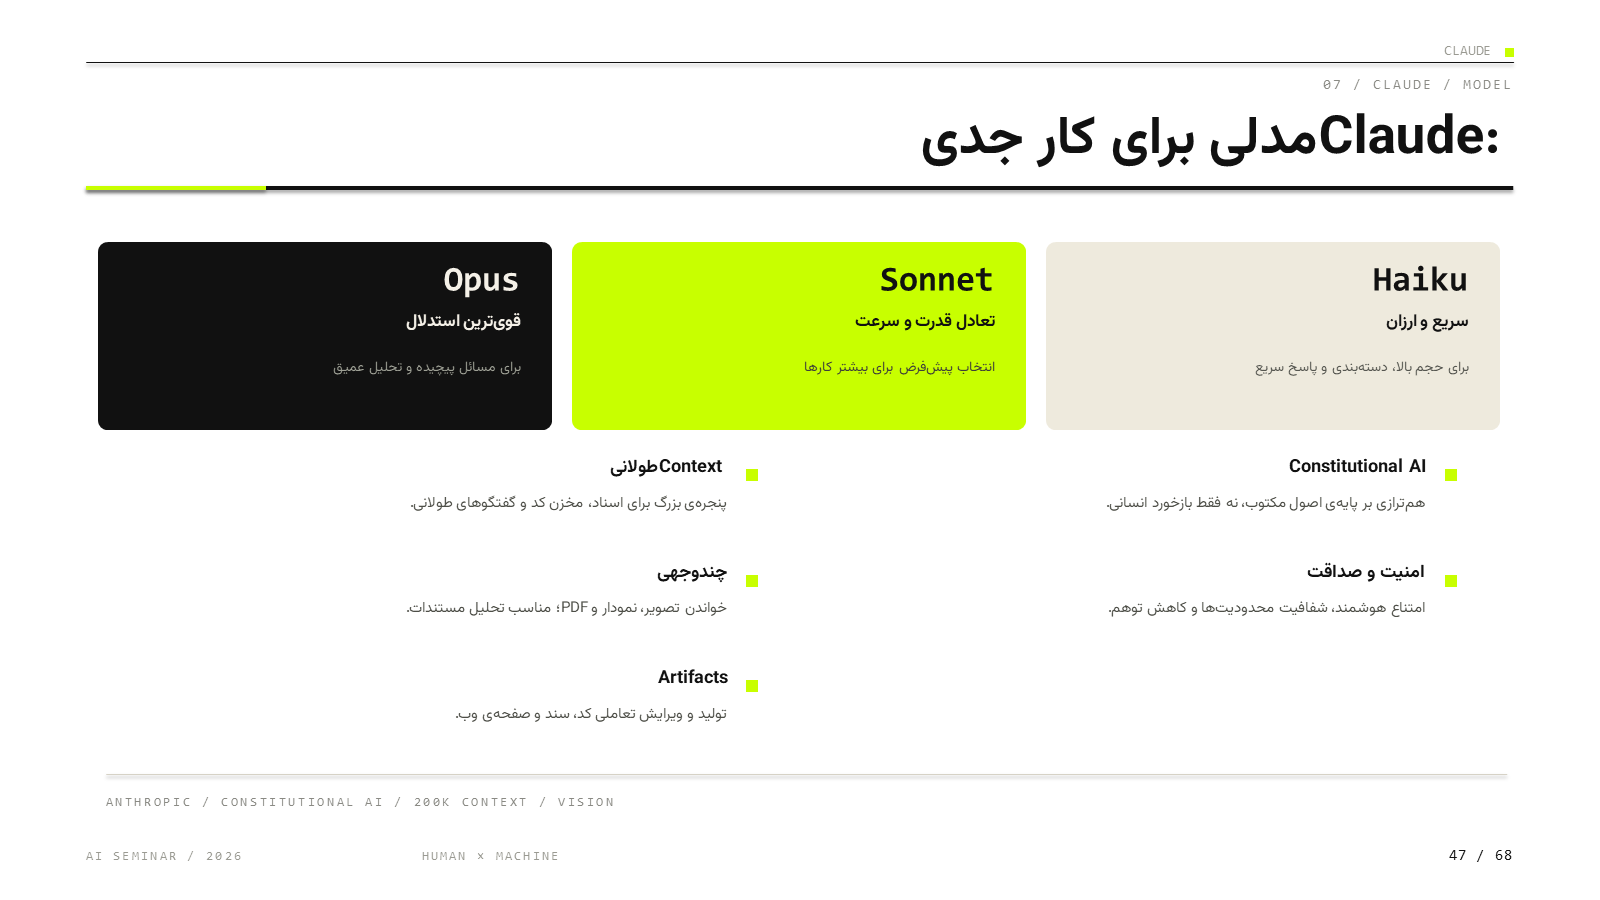 CLAUDE
07 / CLAUDE / MODEL
Claude: مدلی برای کار جدی
Haiku
سریع و ارزان
برای حجم بالا، دسته‌بندی و پاسخ سریع
Sonnet
تعادل قدرت و سرعت
انتخاب پیش‌فرض برای بیشتر کارها
Opus
قوی‌ترین استدلال
برای مسائل پیچیده و تحلیل عمیق
Constitutional AI
هم‌ترازی بر پایه‌ی اصول مکتوب، نه فقط بازخورد انسانی.
امنیت و صداقت
امتناع هوشمند، شفافیت محدودیت‌ها و کاهش توهم.
Context طولانی
پنجره‌ی بزرگ برای اسناد، مخزن کد و گفتگوهای طولانی.
چندوجهی
خواندن تصویر، نمودار و PDF؛ مناسب تحلیل مستندات.
Artifacts
تولید و ویرایش تعاملی کد، سند و صفحه‌ی وب.
ANTHROPIC / CONSTITUTIONAL AI / 200K CONTEXT / VISION
AI SEMINAR / 2026
HUMAN × MACHINE
47 / 68